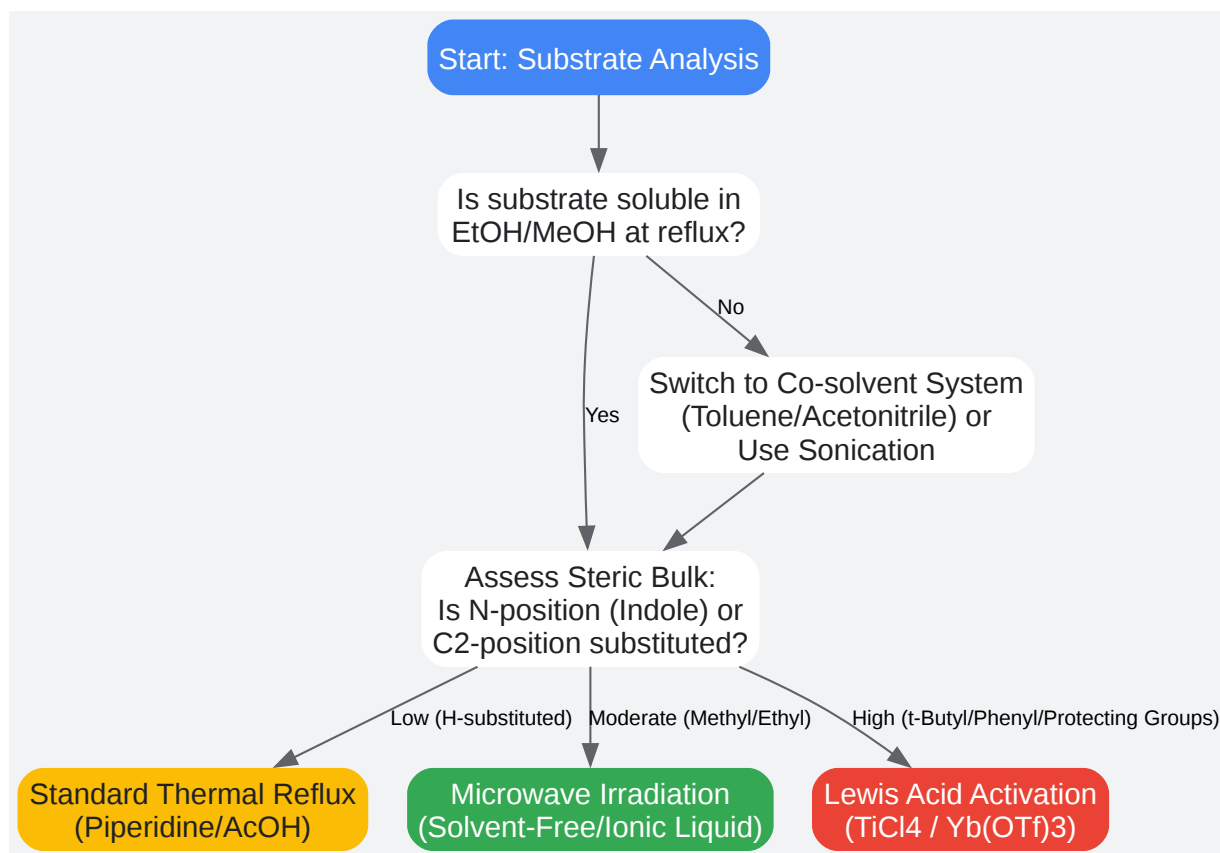 Start: Substrate Analysis
Is substrate soluble in
EtOH/MeOH at reflux?
No
Switch to Co-solvent System
(Toluene/Acetonitrile) or
Use Sonication
Yes
Assess Steric Bulk:
Is N-position (Indole) or
C2-position substituted?
Low (H-substituted)
Moderate (Methyl/Ethyl)
High (t-Butyl/Phenyl/Protecting Groups)
Standard Thermal Reflux
(Piperidine/AcOH)
Microwave Irradiation
(Solvent-Free/Ionic Liquid)
Lewis Acid Activation
(TiCl4 / Yb(OTf)3)